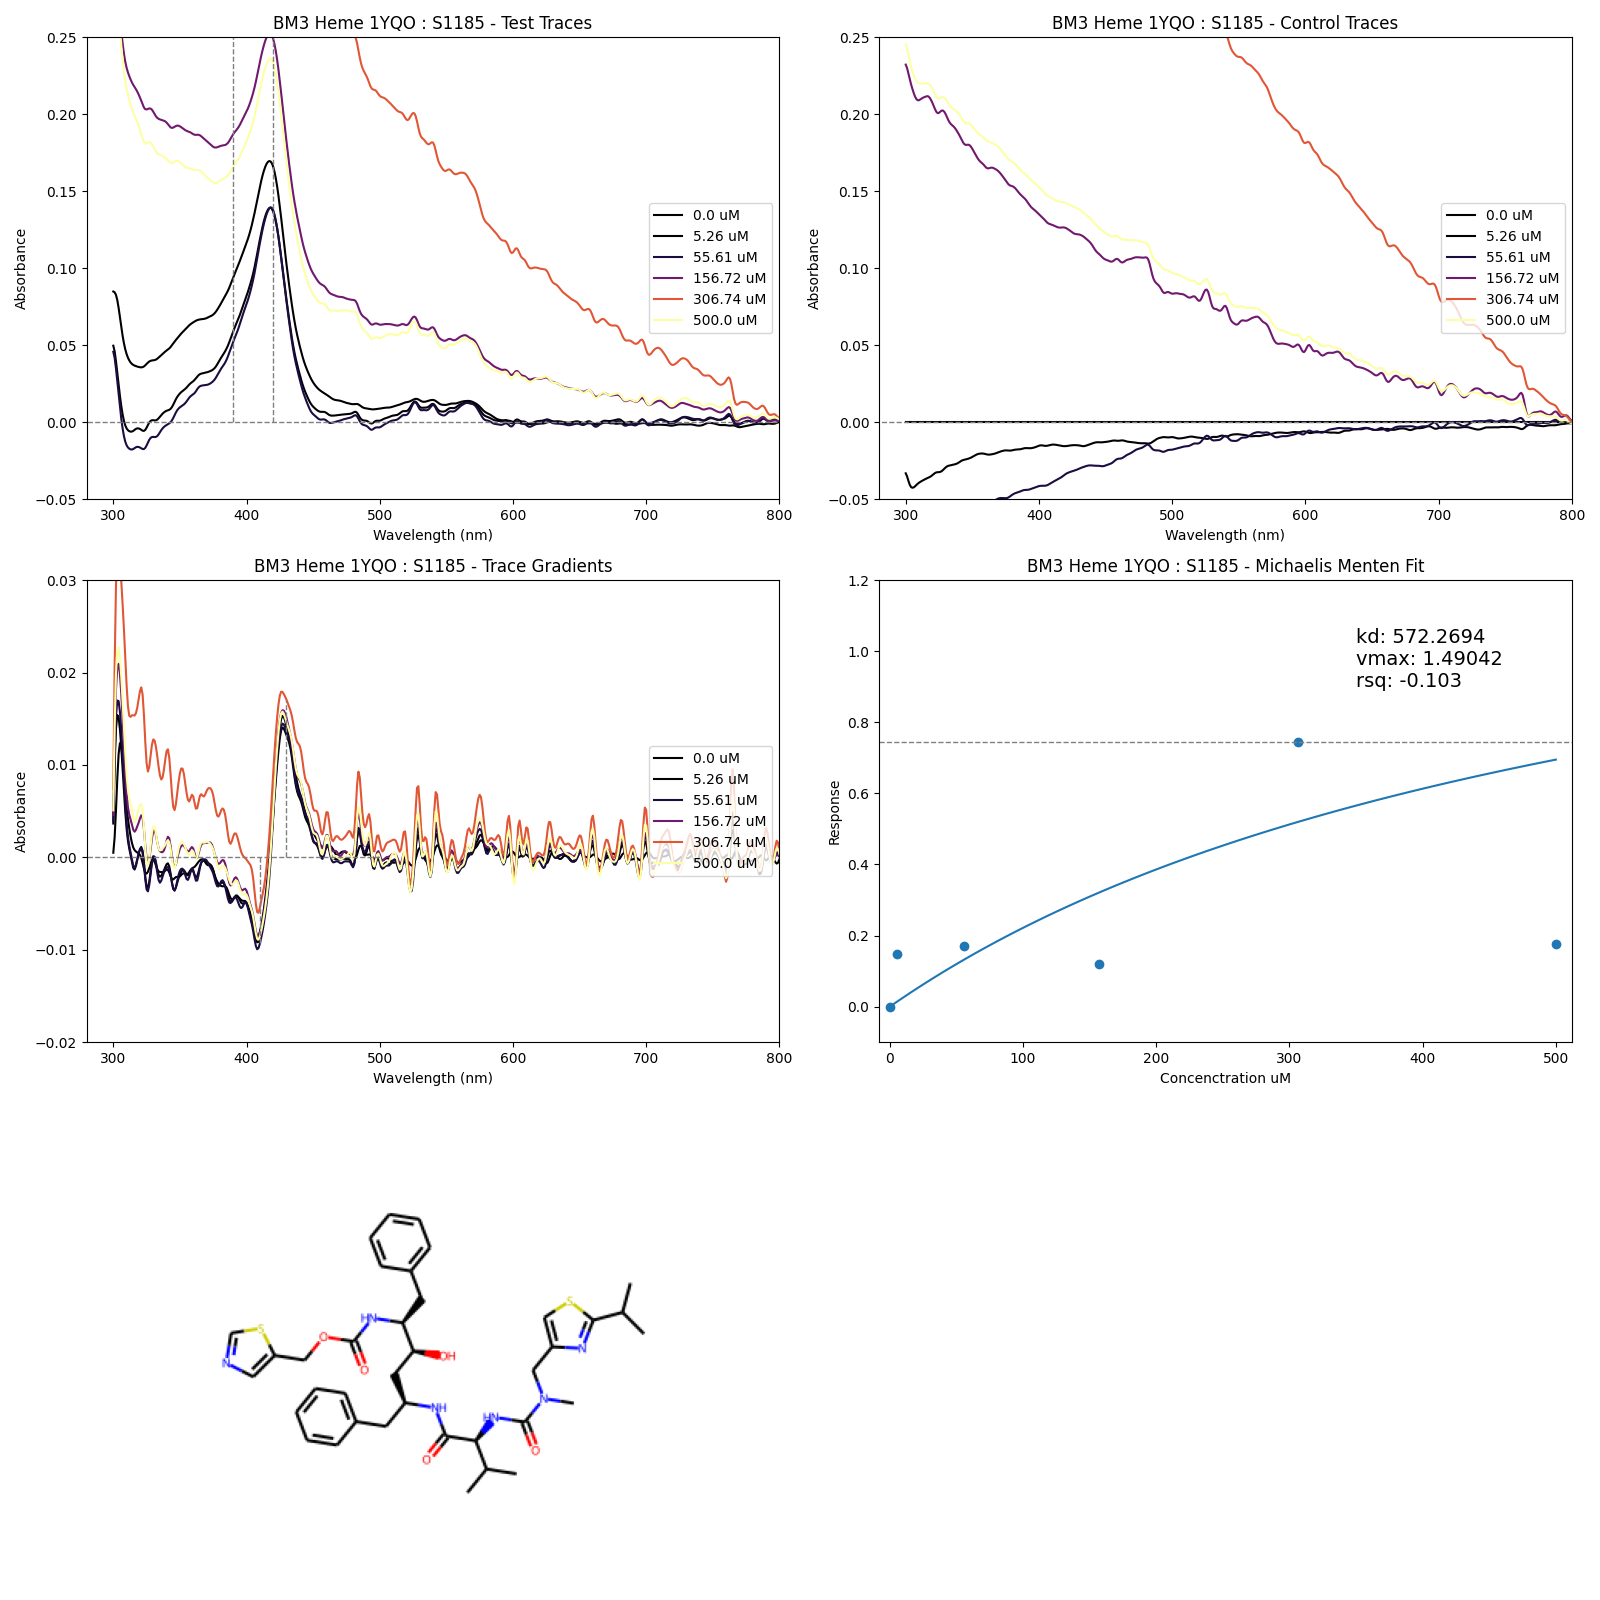 BM3 Heme 1YQO : S1185 - Test Traces
0.25
0.20
0.15
0.10
0.05
0.00
−0.05
Absorbance
300 400 500 600 700 800
Wavelength (nm)
0.0 uM
5.26 uM
55.61 uM
156.72 uM
306.74 uM
500.0 uM
BM3 Heme 1YQO : S1185 - Control Traces
0.25
0.20
0.15
0.10
0.05
0.00
−0.05
Absorbance
300 400 500 600 700 800
Wavelength (nm)
0.0 uM
5.26 uM
55.61 uM
156.72 uM
306.74 uM
500.0 uM
BM3 Heme 1YQO : S1185 - Trace Gradients
0.03
0.02
0.01
0.00
−0.01
−0.02
Absorbance
300 400 500 600 700 800
Wavelength (nm)
0.0 uM
5.26 uM
55.61 uM
156.72 uM
306.74 uM
500.0 uM
BM3 Heme 1YQO : S1185 - Michaelis Menten Fit
1.2
1.0
0.8
0.6
0.4
0.2
0.0
Response
0 100 200 300 400 500
Concenctration uM
kd: 572.2694
vmax: 1.49042
rsq: -0.103
S
N
O
HN
O
OH
NH
O
HN
O
N
N
S